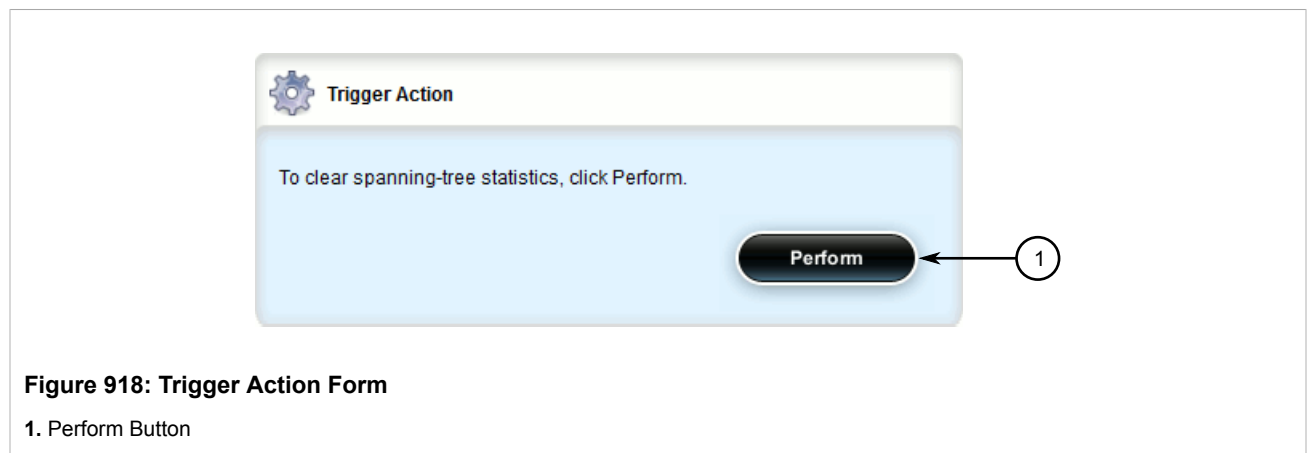 Trigger Action
To clear spanning-tree statistics, click Perform.
Perform
1
Figure 918: Trigger Action Form
1. Perform Button